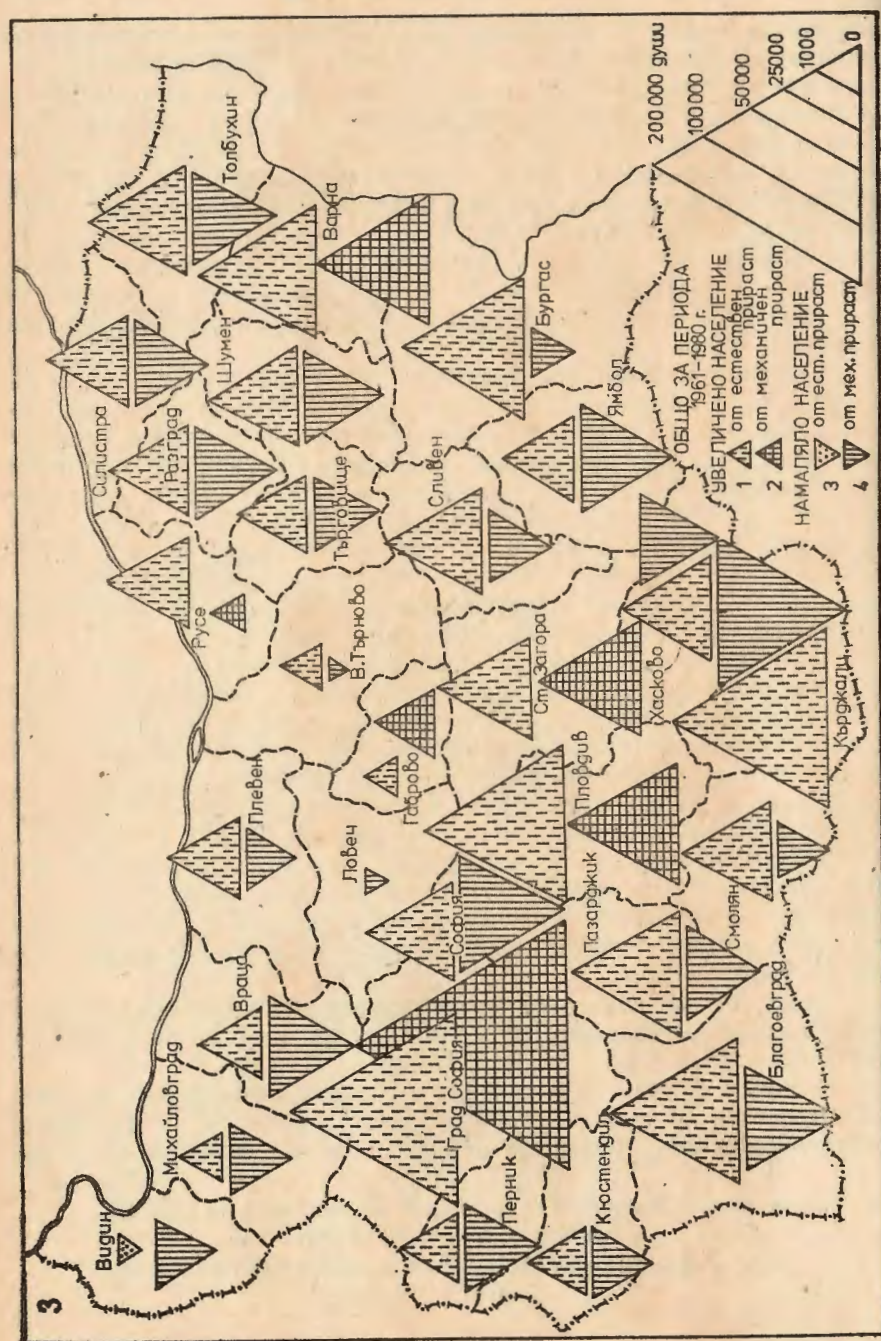 3
Видин
Михайловград
Враца
Плевен
Ловеч
Габрово
В.Търново
Русе
Силистра
Разград
Търговище
Шумен
Толбухин
Варна
Бургас
Сливен
Ямбол
Ст. Загора
Хасково
Кърджали
Пловдив
Пазарджик
Смолян
София
Град София
Перник
Кюстендил
Благоевград
ОБЩО ЗА ПЕРИОДА
1961–1980 г.
УВЕЛИЧЕНО НАСЕЛЕНИЕ
1 от естествен прираст
2 от механичен прираст
НАМАЛЯЛО НАСЕЛЕНИЕ
3 от ест. прираст
4 от мех. прираст
200 000 души
100 000
50 000
25000
1000
0